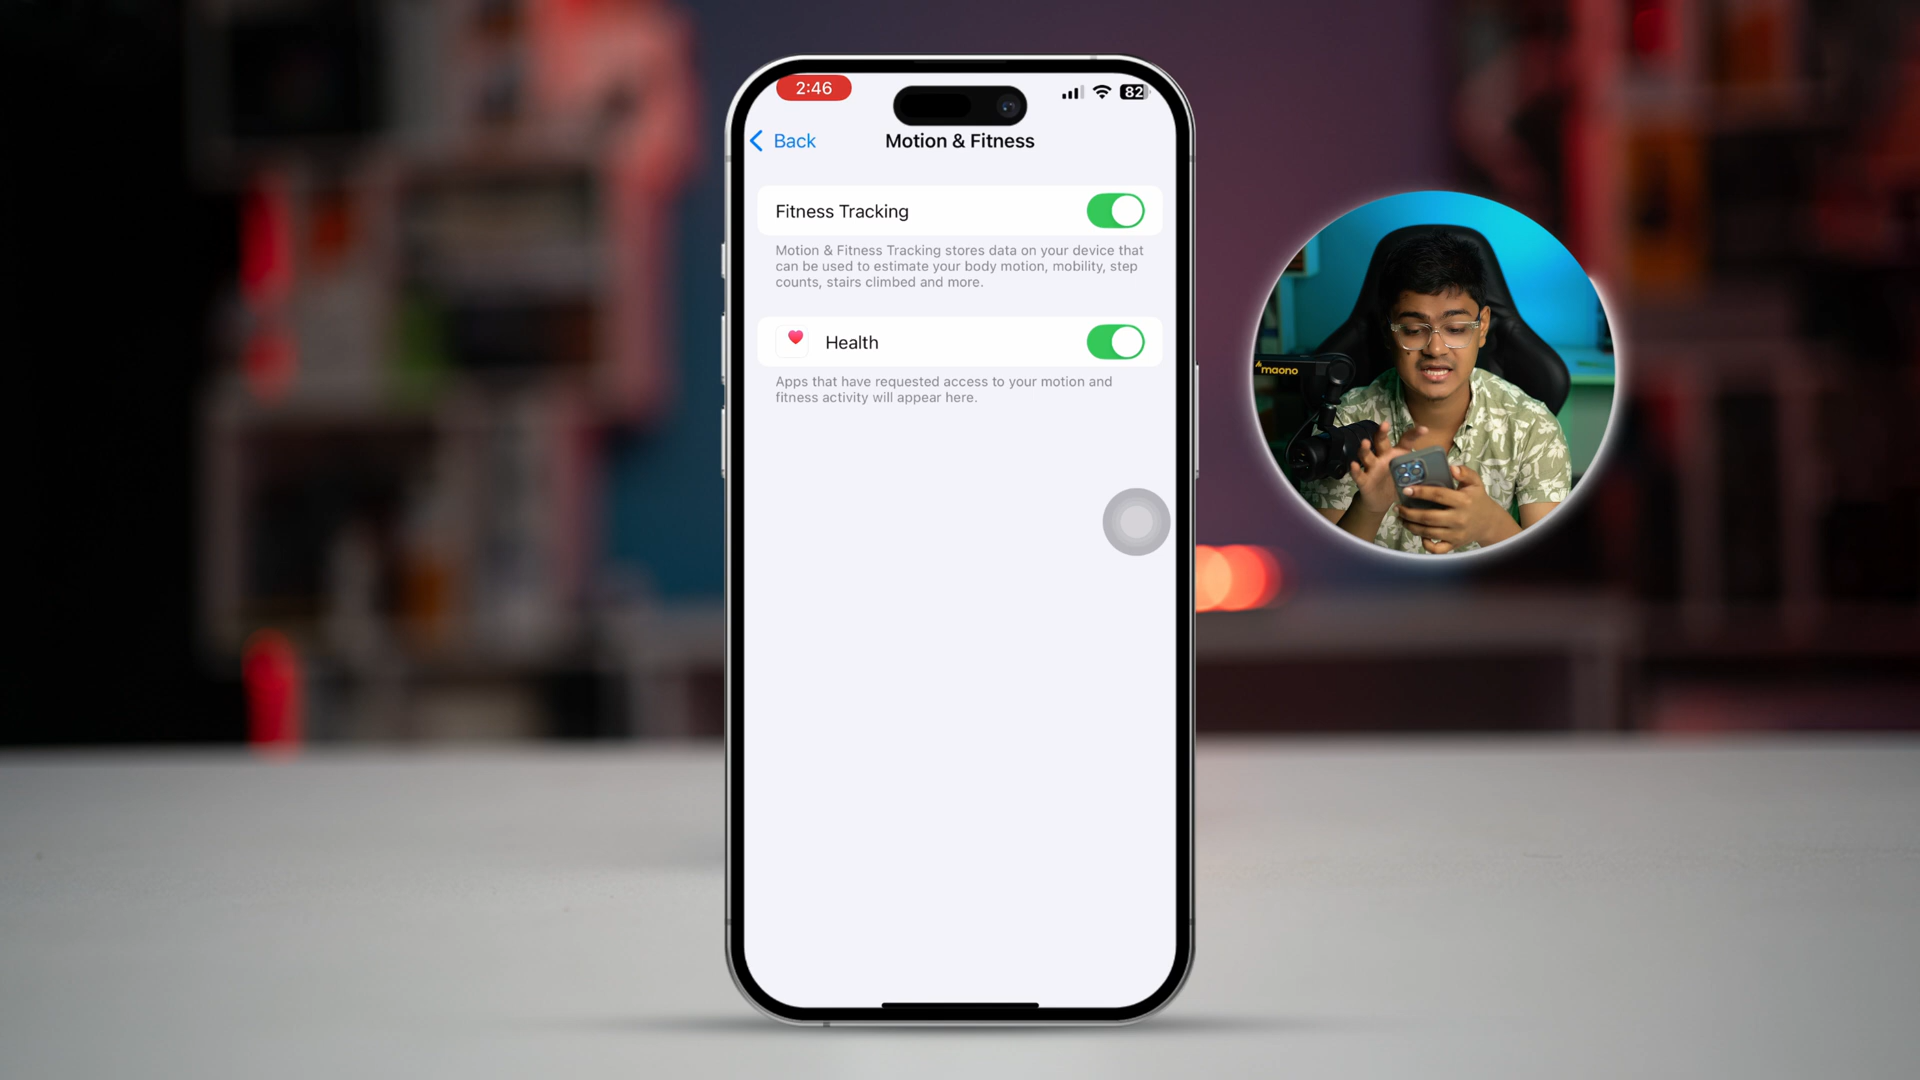 2:46
82
Back
Motion & Fitness
Fitness Tracking
Motion & Fitness Tracking stores data on your device that
can be used to estimate your body motion, mobility, step
counts, stairs climbed and more.
Health
Apps that have requested access to your motion and
fitness activity will appear here.
maono